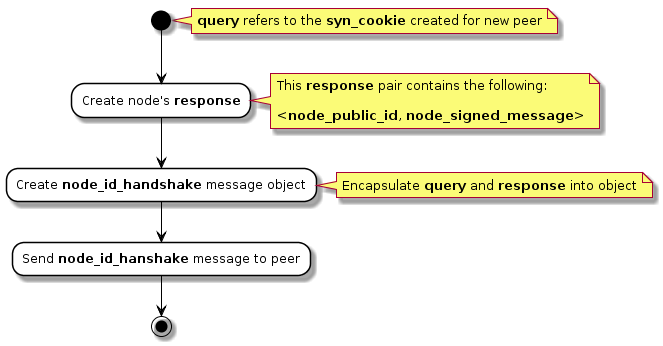 query refers to the syn_cookie created for new peer
Create node's response
This response pair contains the following:
<node_public_id, node_signed_message>
Create node_id_handshake message object
Encapsulate query and response into object
Send node_id_hanshake message to peer